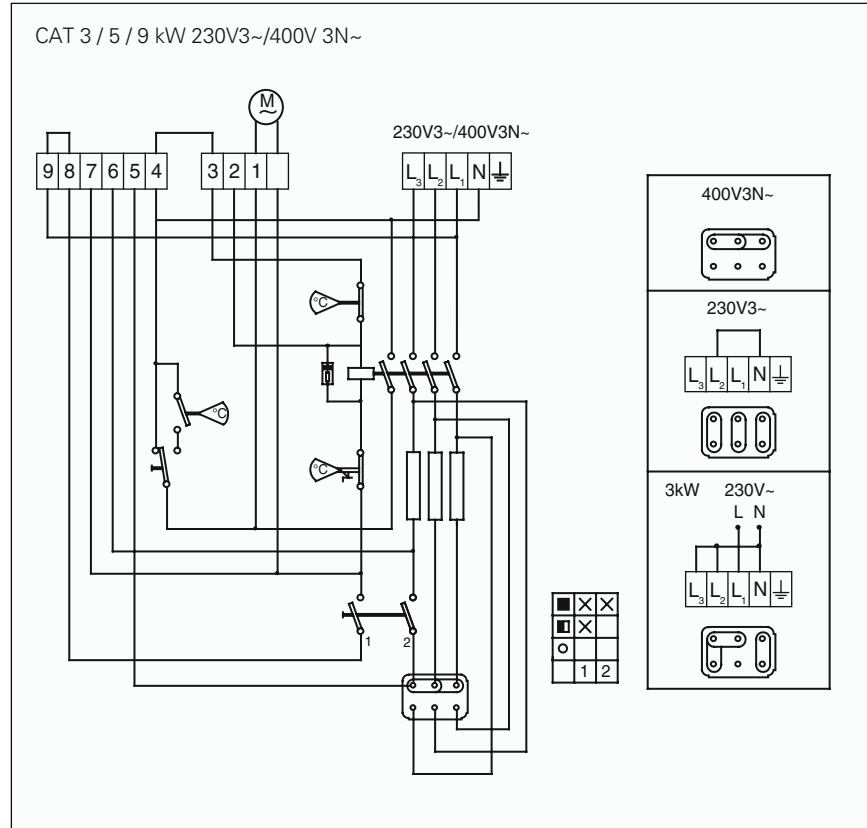 CAT 3 / 5 / 9 kW 230V3~/400V 3N~
M
~
230V3~/400V3N~
9 8 7 6 5 4
3 2 1
L3 L2 L1 N
°C
°C
°C
1 2
1 2
400V3N~
230V3~
L3 L2 L1 N
3kW 230V~
L N
L3 L2 L1 N